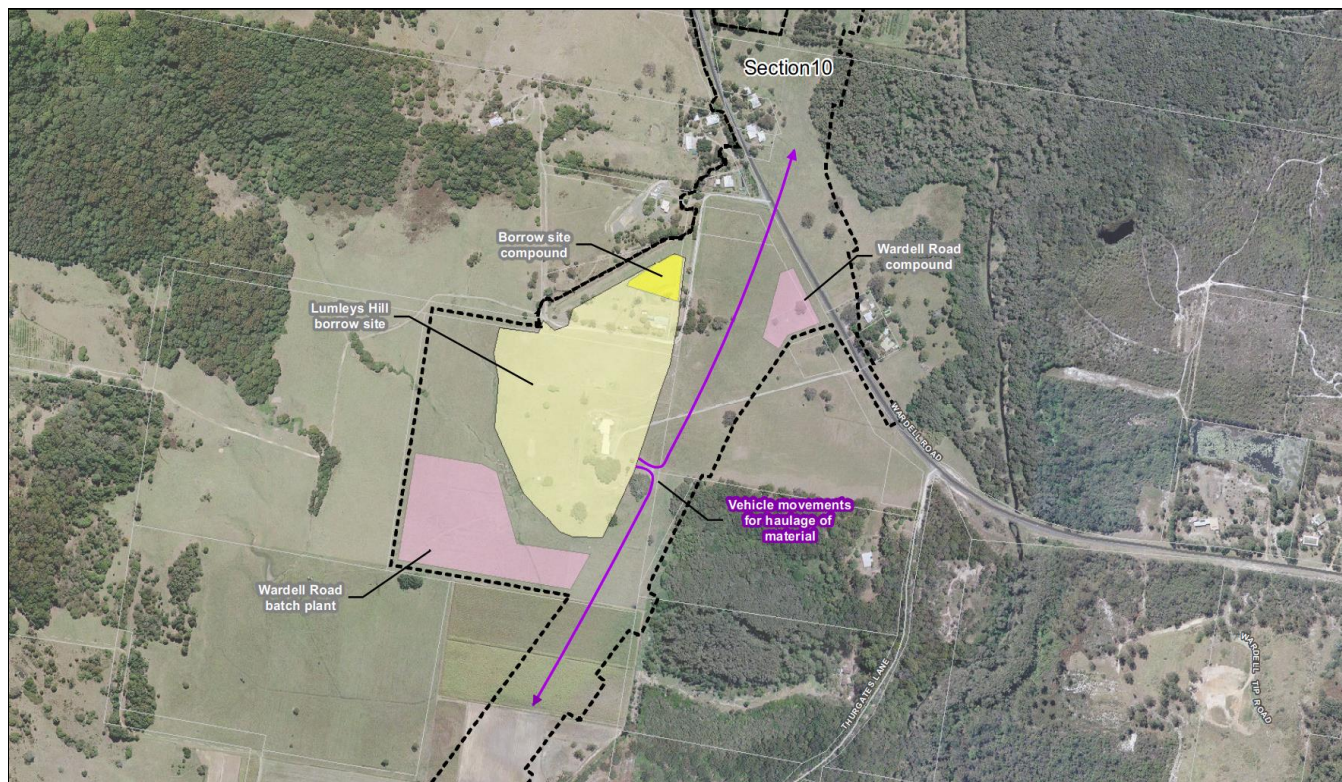 Section10
Borrow site
compound
Wardell Road
compound
Lumleys Hill
borrow site
WARDELL ROAD
Vehicle movements
for haulage of
material
Wardell Road
batch plant
THURGATES LANE
WARDELL TIP ROAD